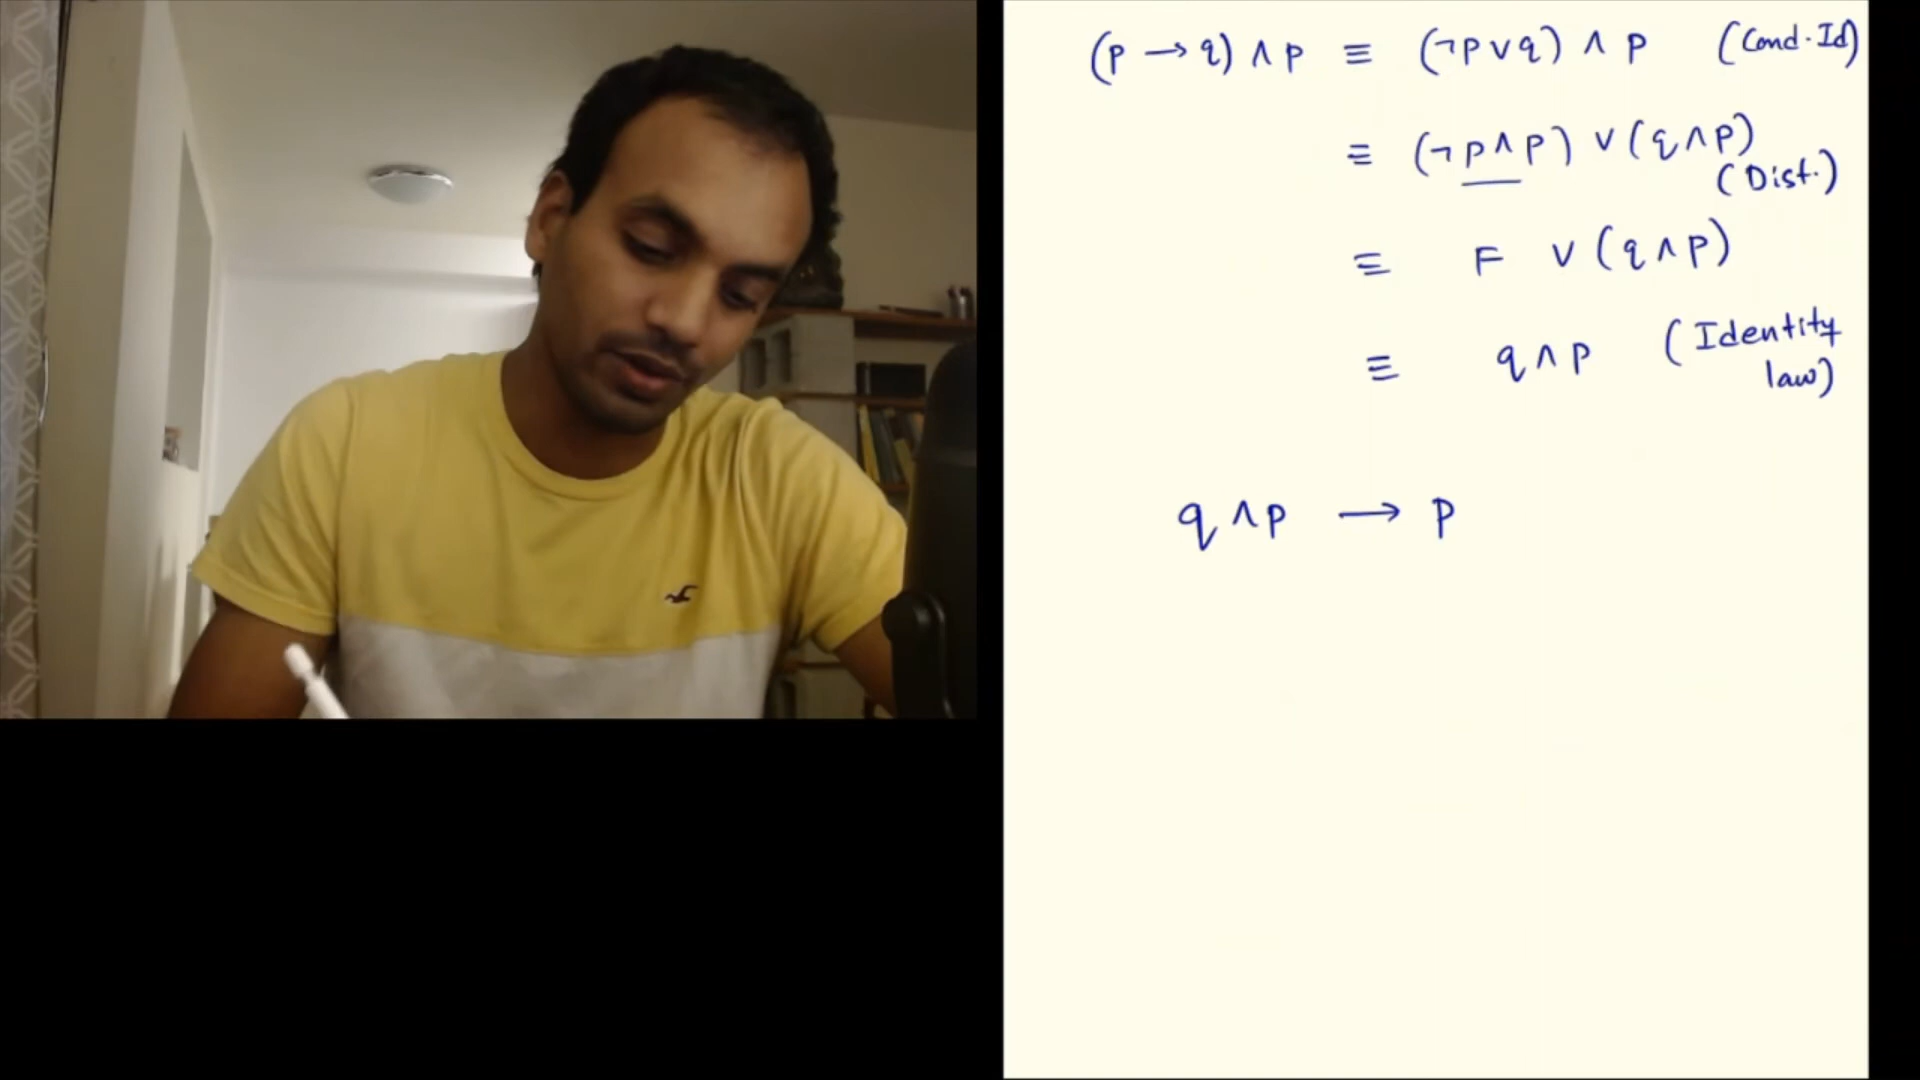 (p → q) ∧ p ≡ (¬p ∨ q) ∧ p (Cond. Id)
≡ (¬p ∧ p) ∨ (q ∧ p)
(Dist.)
≡ F ∨ (q ∧ p)
≡ q ∧ p (Identity
law)
q ∧ p → p